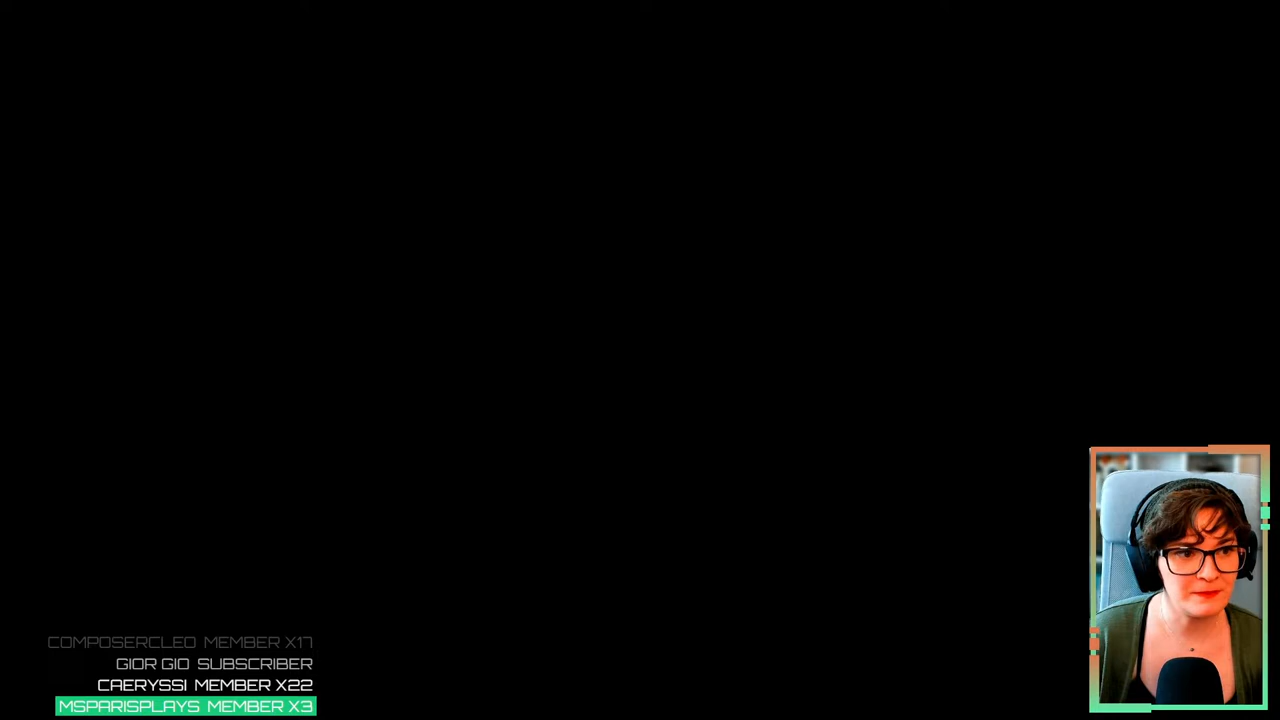 COMPOSERCLEO MEMBER X17
GIOR GIO SUBSCRIBER
CAERYSSI MEMBER X22
MSPARISPLAYS MEMBER X3